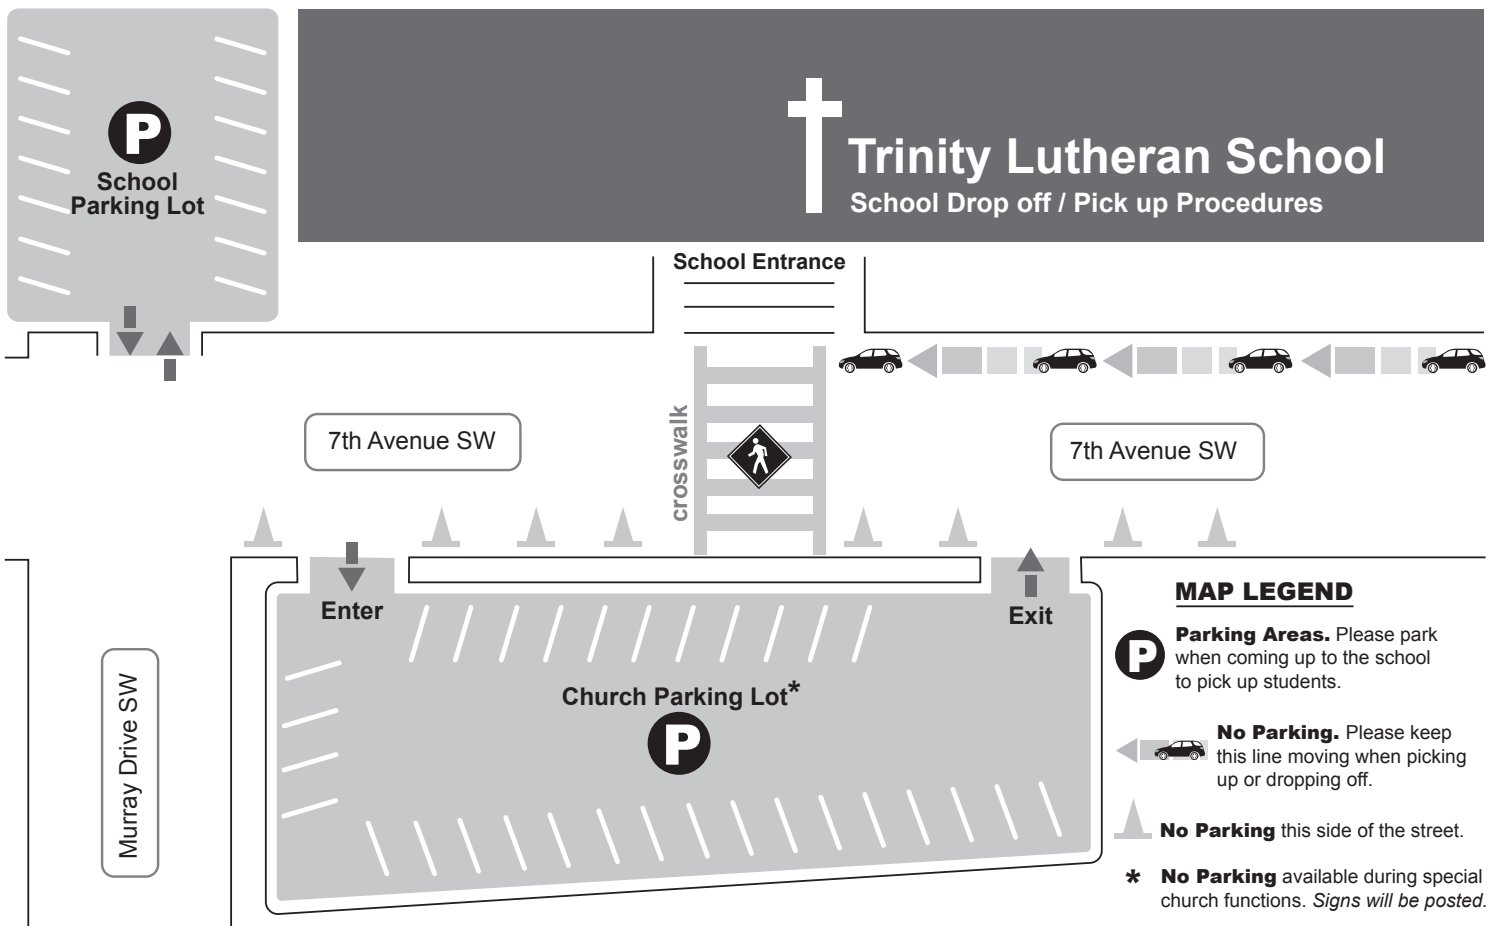 P
School
Parking Lot
Trinity Lutheran School
School Drop off / Pick up Procedures
School Entrance
7th Avenue SW
crosswalk
7th Avenue SW
Enter
Exit
Murray Drive SW
Church Parking Lot*
P
MAP LEGEND
P
Parking Areas. Please park
when coming up to the school
to pick up students.
No Parking. Please keep
this line moving when picking
up or dropping off.
No Parking this side of the street.
* No Parking available during special
church functions. Signs will be posted.